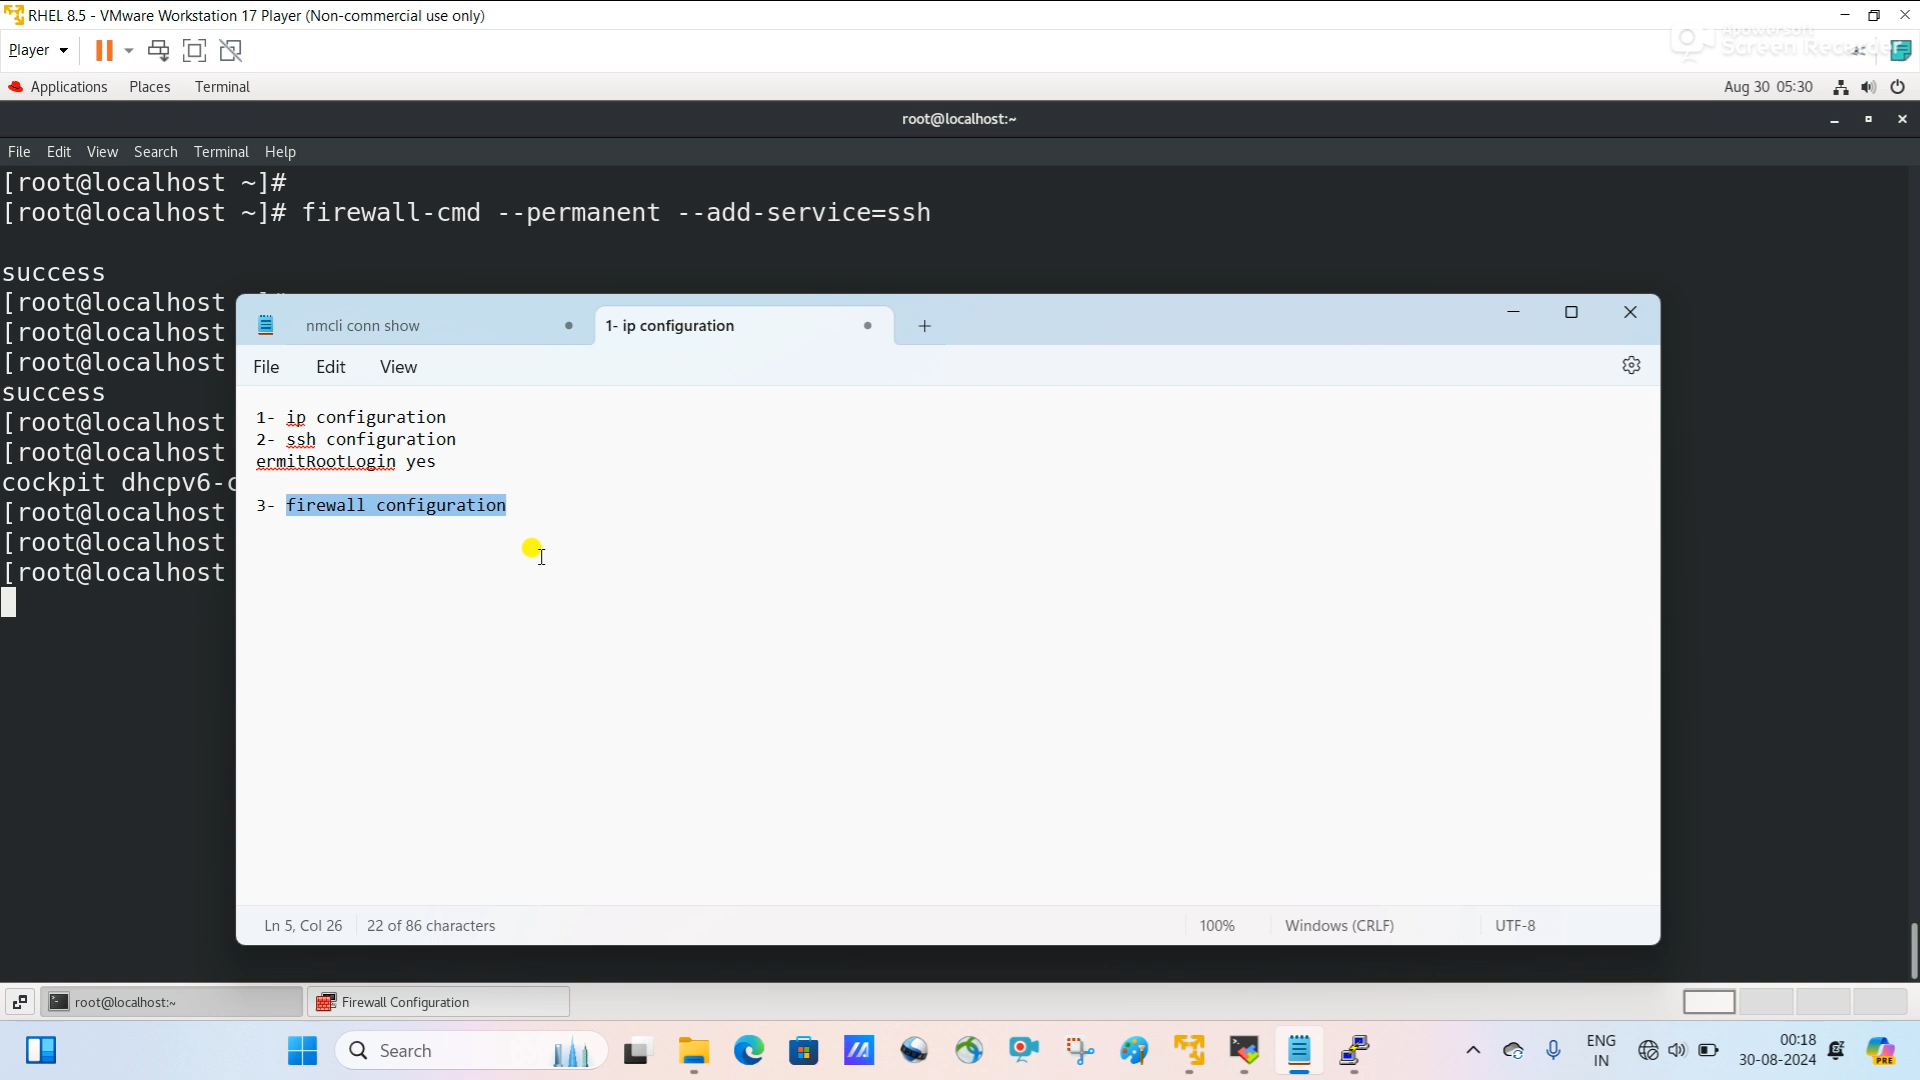 RHEL 8.5 - VMware Workstation 17 Player (Non-commercial use only)
Player
Apowersoft
Screen Recorder
Applications Places Terminal Aug 30 05:30
root@localhost:~
File Edit View Search Terminal Help
[root@localhost ~]#
[root@localhost ~]# firewall-cmd --permanent --add-service=ssh
success
[root@localhost
[root@localhost
[root@localhost
success
[root@localhost
[root@localhost
cockpit dhcpv6-c
[root@localhost
[root@localhost
[root@localhost
nmcli conn show
1- ip configuration
File Edit View
1- ip configuration
2- ssh configuration
ermitRootLogin yes
3- firewall configuration
Ln 5, Col 26 22 of 86 characters 100% Windows (CRLF) UTF-8
root@localhost:~ Firewall Configuration
Search
ENG
IN
00:18
30-08-2024
PRE